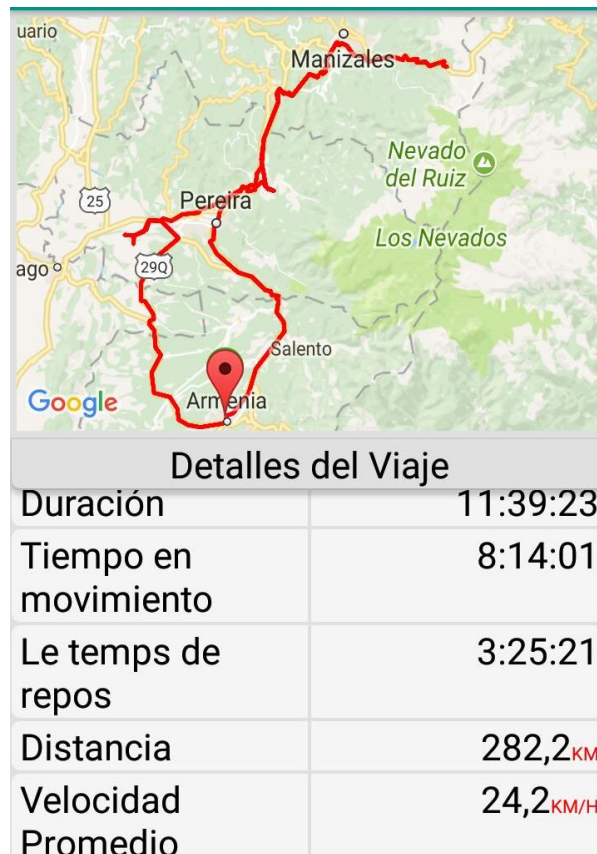 uario
Manizales
Nevado
del Ruiz
25
Pereira
Los Nevados
ago
29Q
Salento
Google
Armenia
Detalles del Viaje
Duración 11:39:23
Tiempo en 8:14:01
movimiento
Le temps de 3:25:21
repos
Distancia 282,2KM
Velocidad 24,2KM/H
Promedio